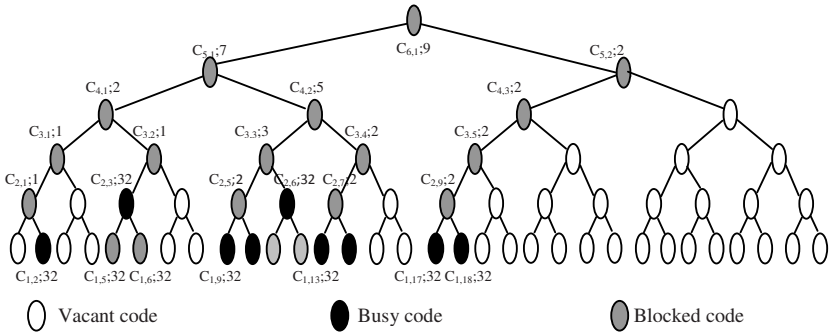 C6,1;9
C5,1;7 C5,2;2
C4,1;2 C4,2;5 C4,3;2
C3.1;1 C3,2;1 C3.3;3 C3.4;2 C3.5;2
C2,1;1 C2,3;32 C2,5;2 C2,6;32 C2,7;2 C2,9;2
C1,2;32 C1,5;32 C1,6;32 C1,9;32 C1,13;32 C1,17;32 C1,18;32
Vacant code Busy code Blocked code